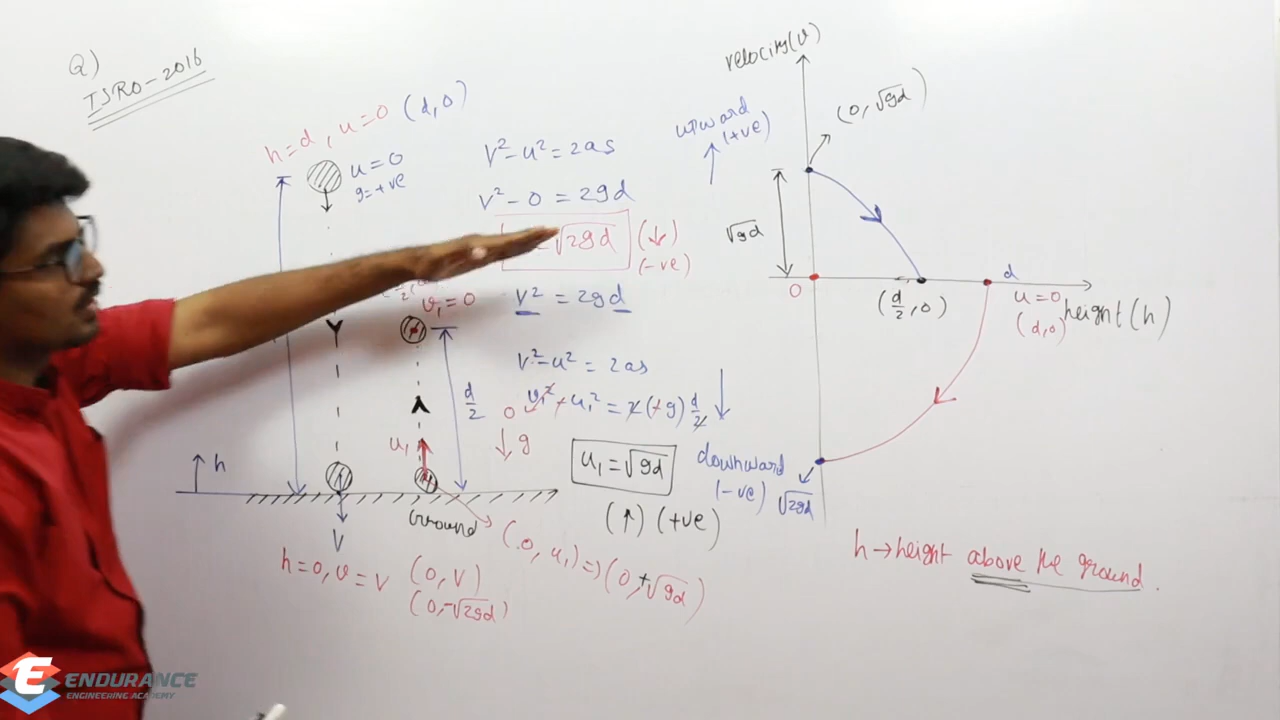 Q)
ISRO-2016
h=d, u=0 (d,0)
u=0
g=+ve
h
V
h=0, v=V (0,V)
(0,-√2gd)
v₁=0
d/2
u₁
Ground
(0, u₁)=)(0,+√gd)
V²-u²=2as
V²-0=2gd
√2gd (↓)
(-ve)
V²=2gd
V²-u²=2as
v₁²-u₁²=2(-g)d/2
0
↓g
u₁=√gd
(↑)(+ve)
upward
(+ve)
downward
(-ve) √2gd
velocity(v)
(0,√gd)
√gd
0
(d/2,0)
d
u=0
(d,0)
height(h)
h→height above the ground.
E ENDURANCE
ENGINEERING ACADEMY